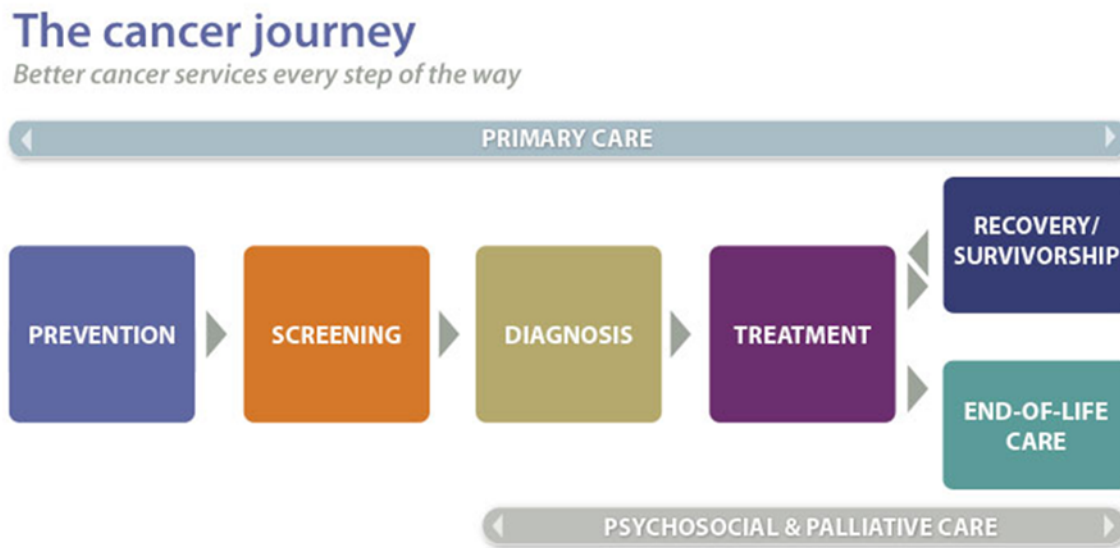 The cancer journey
Better cancer services every step of the way
PRIMARY CARE
PREVENTION
SCREENING
DIAGNOSIS
TREATMENT
RECOVERY/
SURVIVORSHIP
END-OF-LIFE
CARE
PSYCHOSOCIAL & PALLIATIVE CARE